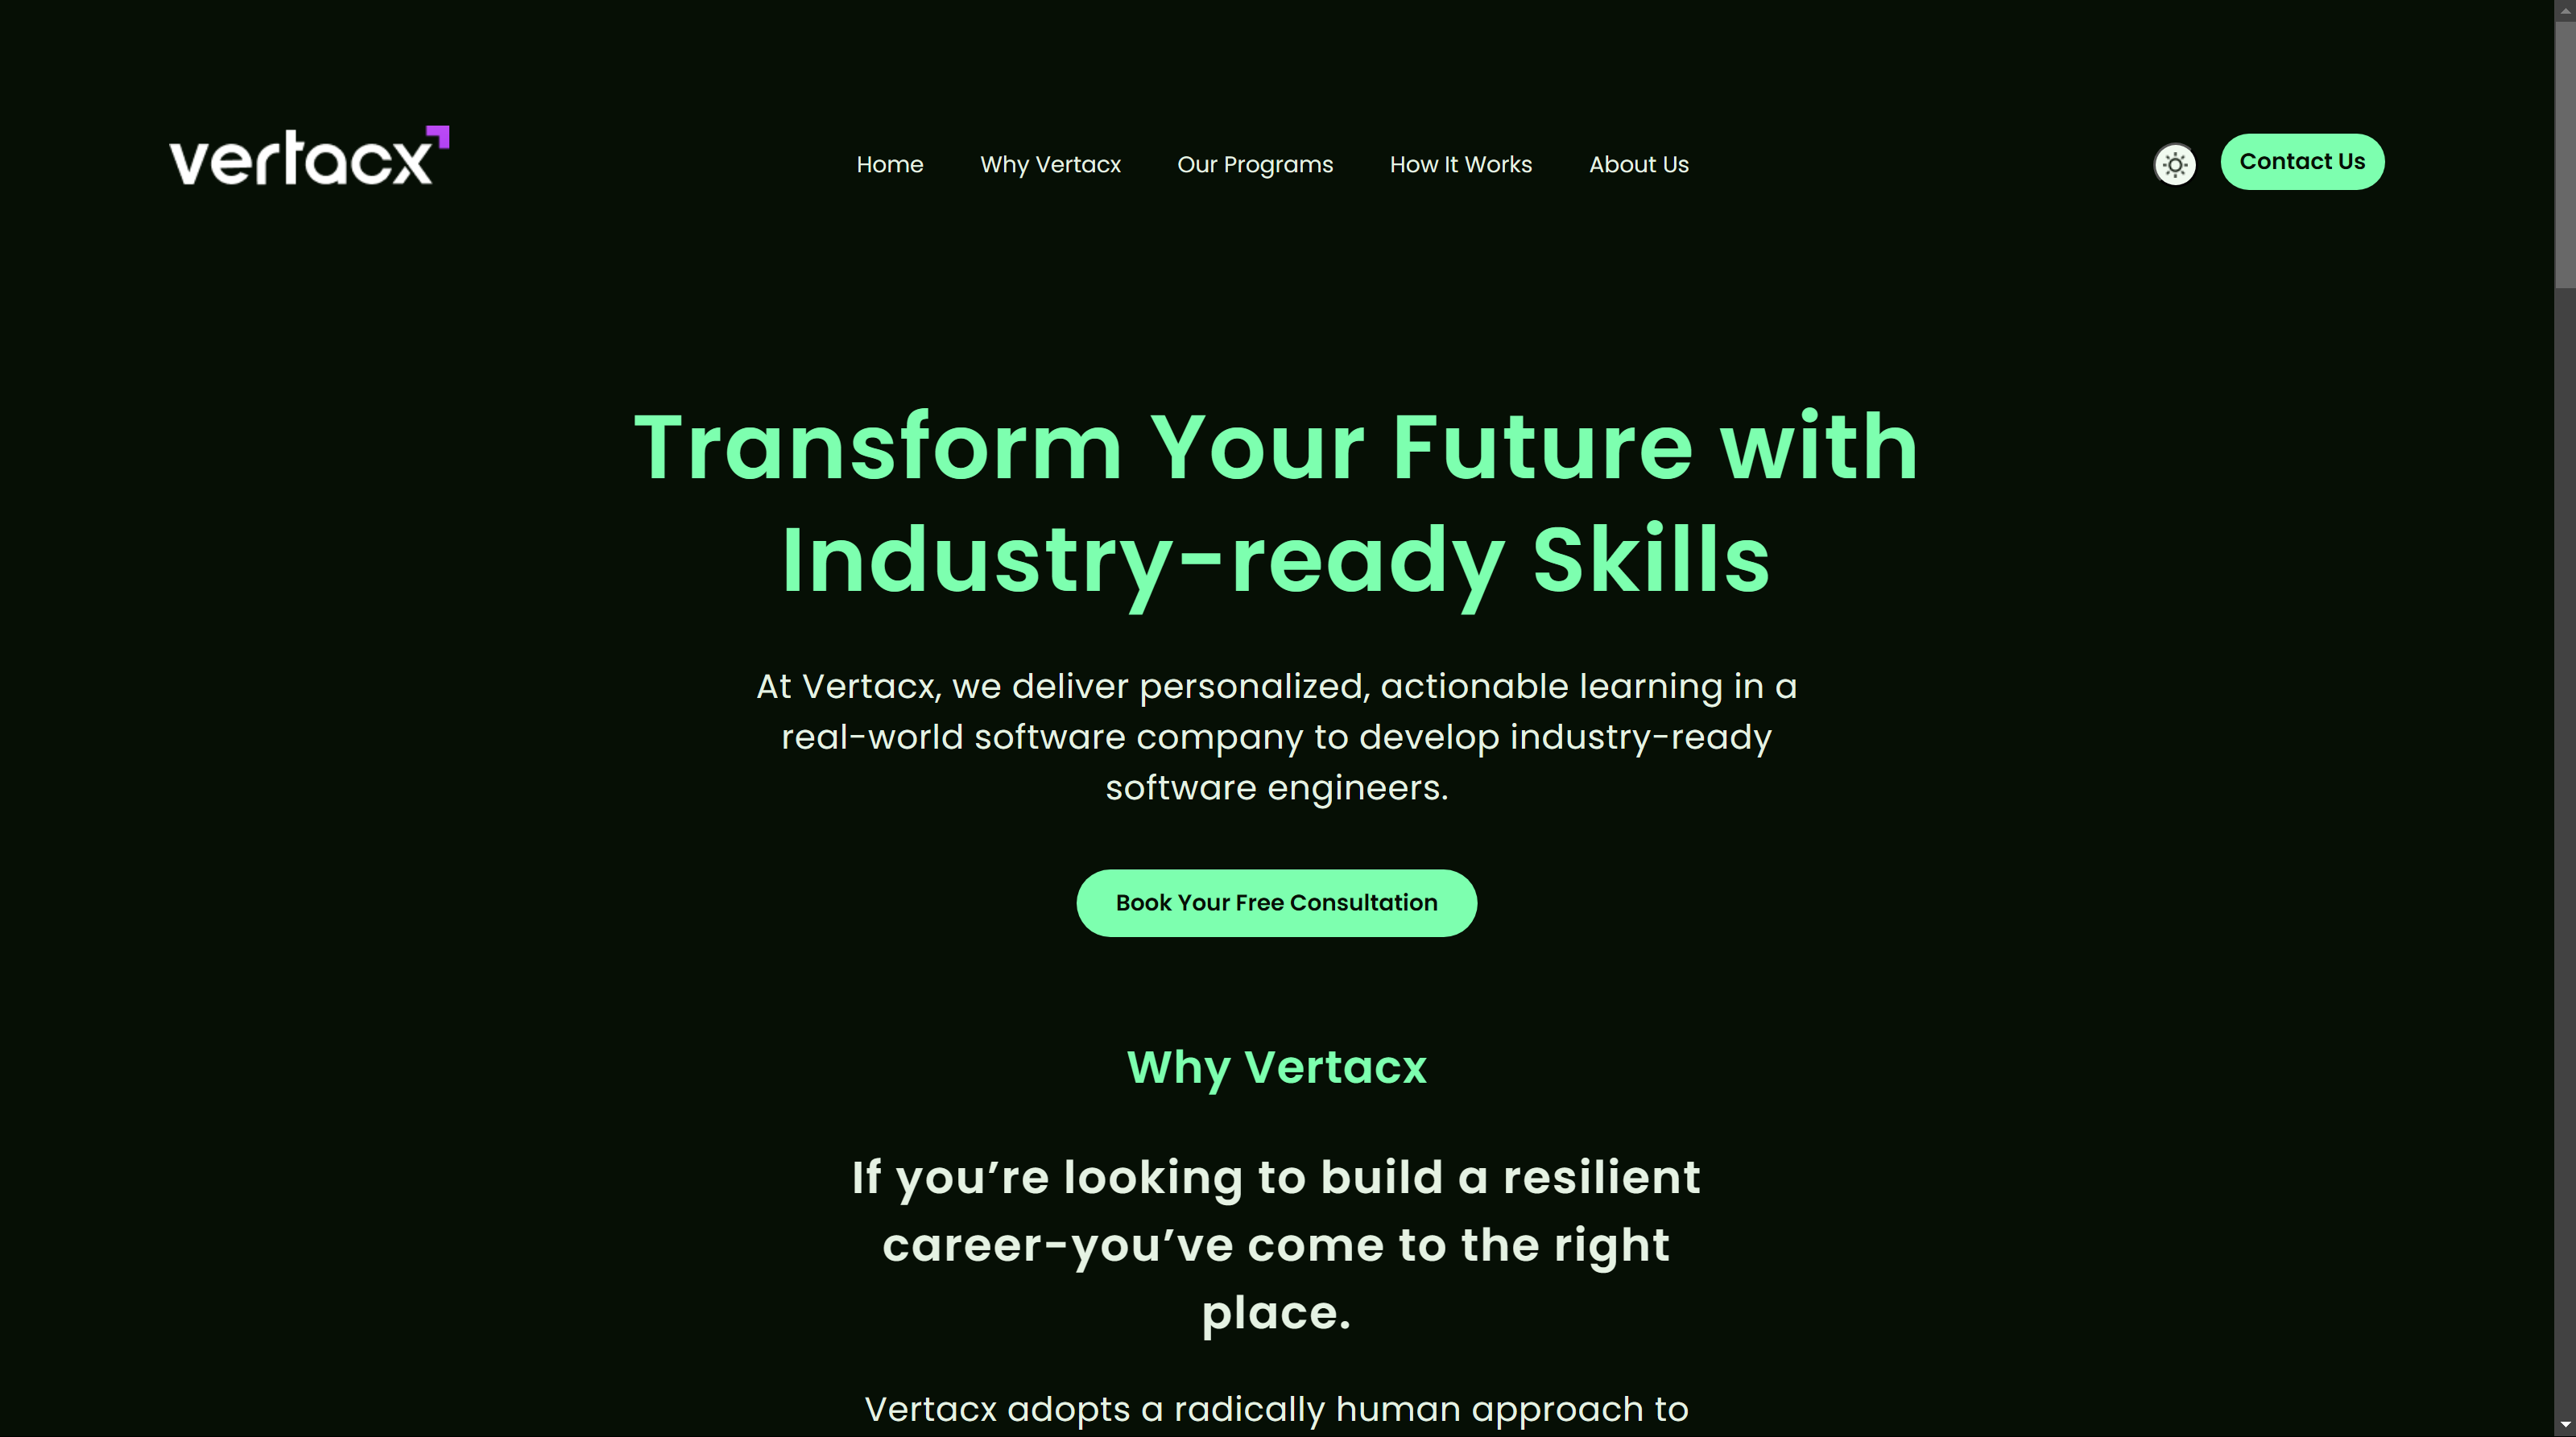 vertacx
Home Why Vertacx Our Programs How It Works About Us
Contact Us
Transform Your Future with
Industry-ready Skills
At Vertacx, we deliver personalized, actionable learning in a
real-world software company to develop industry-ready
software engineers.
Book Your Free Consultation
Why Vertacx
If you’re looking to build a resilient
career-you’ve come to the right
place.
Vertacx adopts a radically human approach to